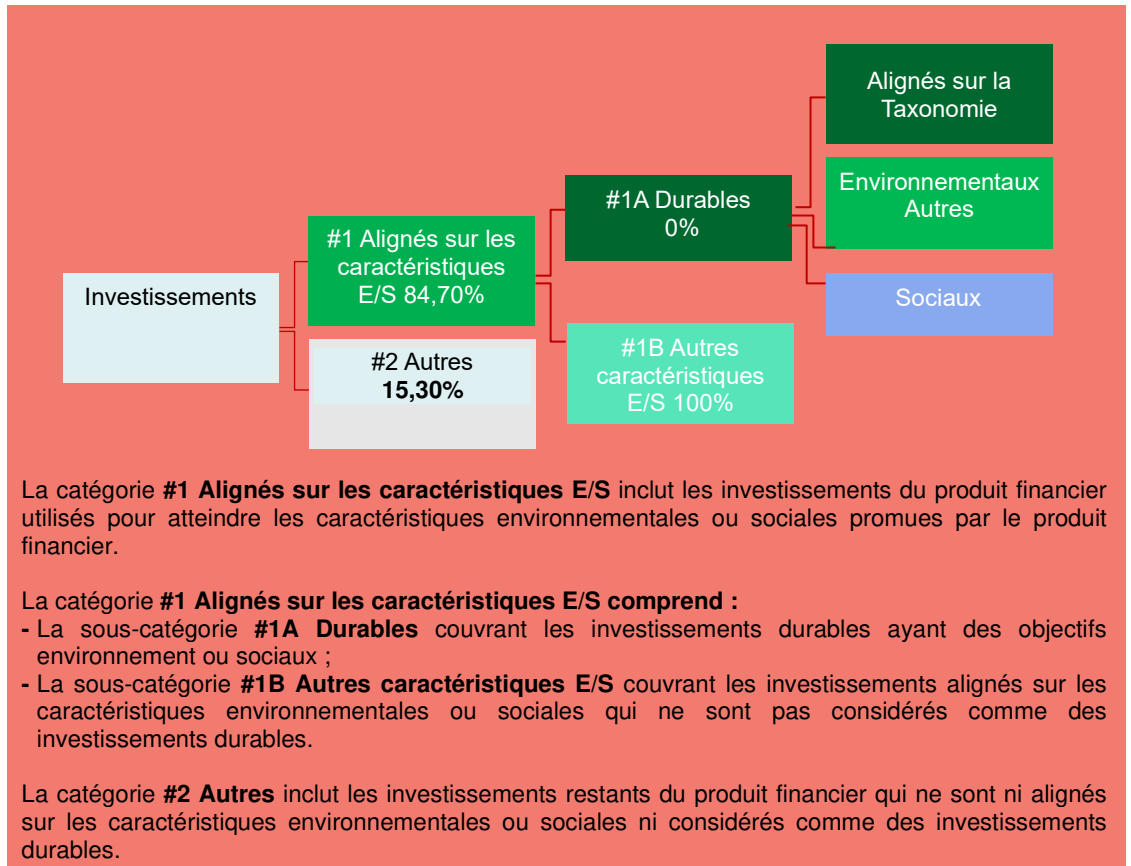 Alignés sur la
Taxonomie
Environnementaux
Autres
#1A Durables
0%
#1 Alignés sur les
caractéristiques
E/S 84,70%
Investissements
Sociaux
#1B Autres
caractéristiques
E/S 100%
#2 Autres
15,30%
La catégorie #1 Alignés sur les caractéristiques E/S inclut les investissements du produit financier
utilisés pour atteindre les caractéristiques environnementales ou sociales promues par le produit
financier.
La catégorie #1 Alignés sur les caractéristiques E/S comprend :
- La sous-catégorie #1A Durables couvrant les investissements durables ayant des objectifs
environnement ou sociaux ;
- La sous-catégorie #1B Autres caractéristiques E/S couvrant les investissements alignés sur les
caractéristiques environnementales ou sociales qui ne sont pas considérés comme des
investissements durables.
La catégorie #2 Autres inclut les investissements restants du produit financier qui ne sont ni alignés
sur les caractéristiques environnementales ou sociales ni considérés comme des investissements
durables.